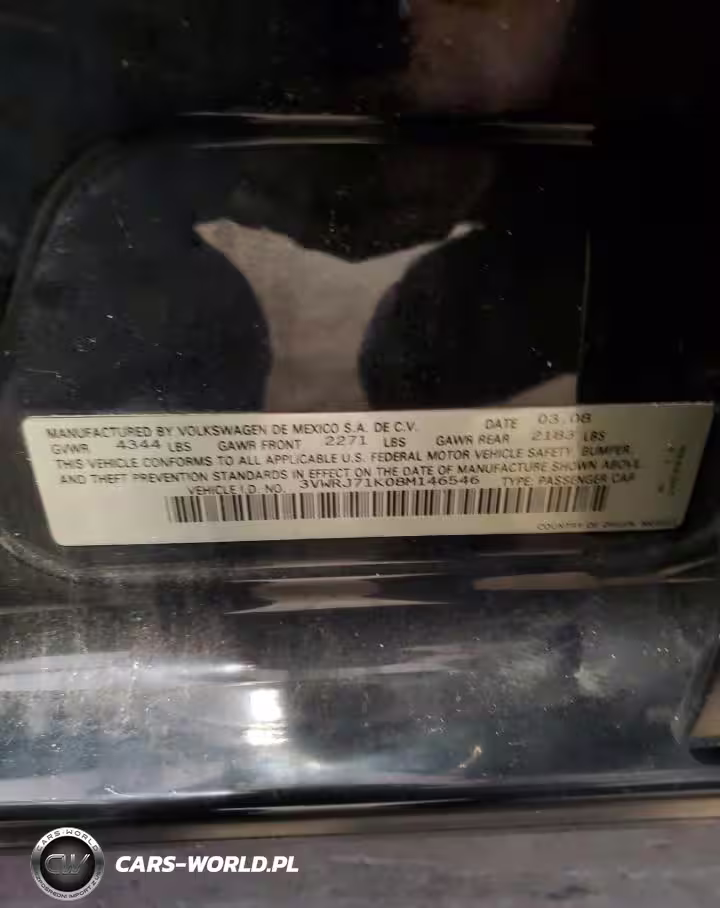 MANUFACTURED BY VOLKSWAGEN DE MEXICO S.A. DE C.V. DATE 03.08
GVWR 4344 LBS GAWR FRONT 2271 LBS GAWR REAR 2183 LBS
THIS VEHICLE CONFORMS TO ALL APPLICABLE U.S. FEDERAL MOTOR VEHICLE SAFETY, BUMPER,
AND THEFT PREVENTION STANDARDS IN EFFECT ON THE DATE OF MANUFACTURE SHOWN ABOVE.
VEHICLE I.D. NO. 3VWRJ71K08M146546 TYPE: PASSENGER CAR
COUNTRY OF ORIGIN: MEXICO
CARS-WORLD
CW
CARS-WORLD.PL